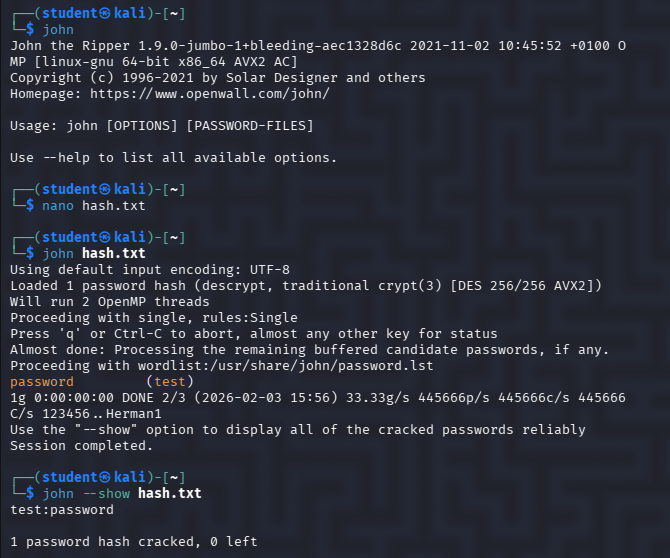 ┌──(student㉿kali)-[~]
└─$ john
John the Ripper 1.9.0-jumbo-1+bleeding-aec1328d6c 2021-11-02 10:45:52 +0100 O
MP [linux-gnu 64-bit x86_64 AVX2 AC]
Copyright (c) 1996-2021 by Solar Designer and others
Homepage: https://www.openwall.com/john/
Usage: john [OPTIONS] [PASSWORD-FILES]
Use --help to list all available options.
┌──(student㉿kali)-[~]
└─$ nano hash.txt
┌──(student㉿kali)-[~]
└─$ john hash.txt
Using default input encoding: UTF-8
Loaded 1 password hash (descrypt, traditional crypt(3) [DES 256/256 AVX2])
Will run 2 OpenMP threads
Proceeding with single, rules:Single
Press 'q' or Ctrl-C to abort, almost any other key for status
Almost done: Processing the remaining buffered candidate passwords, if any.
Proceeding with wordlist:/usr/share/john/password.lst
password         (test)
1g 0:00:00:00 DONE 2/3 (2026-02-03 15:56) 33.33g/s 445666p/s 445666c/s 445666
C/s 123456..Herman1
Use the "--show" option to display all of the cracked passwords reliably
Session completed.
┌──(student㉿kali)-[~]
└─$ john --show hash.txt
test:password
1 password hash cracked, 0 left